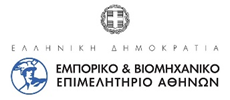 ΕΛΛΗΝΙΚΗ ΔΗΜΟΚΡΑΤΙΑ
ΕΜΠΟΡΙΚΟ & ΒΙΟΜΗΧΑΝΙΚΟ
ΕΠΙΜΕΛΗΤΗΡΙΟ ΑΘΗΝΩΝ